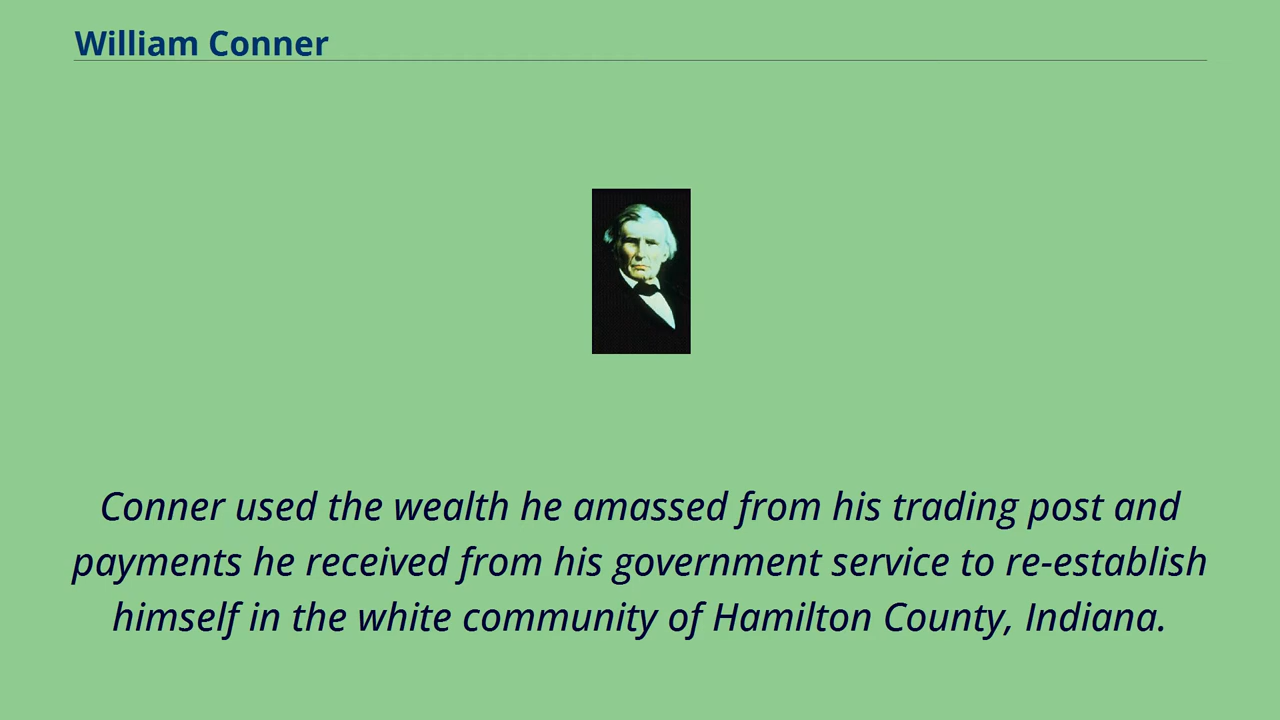 William Conner
Conner used the wealth he amassed from his trading post and
payments he received from his government service to re-establish
himself in the white community of Hamilton County, Indiana.